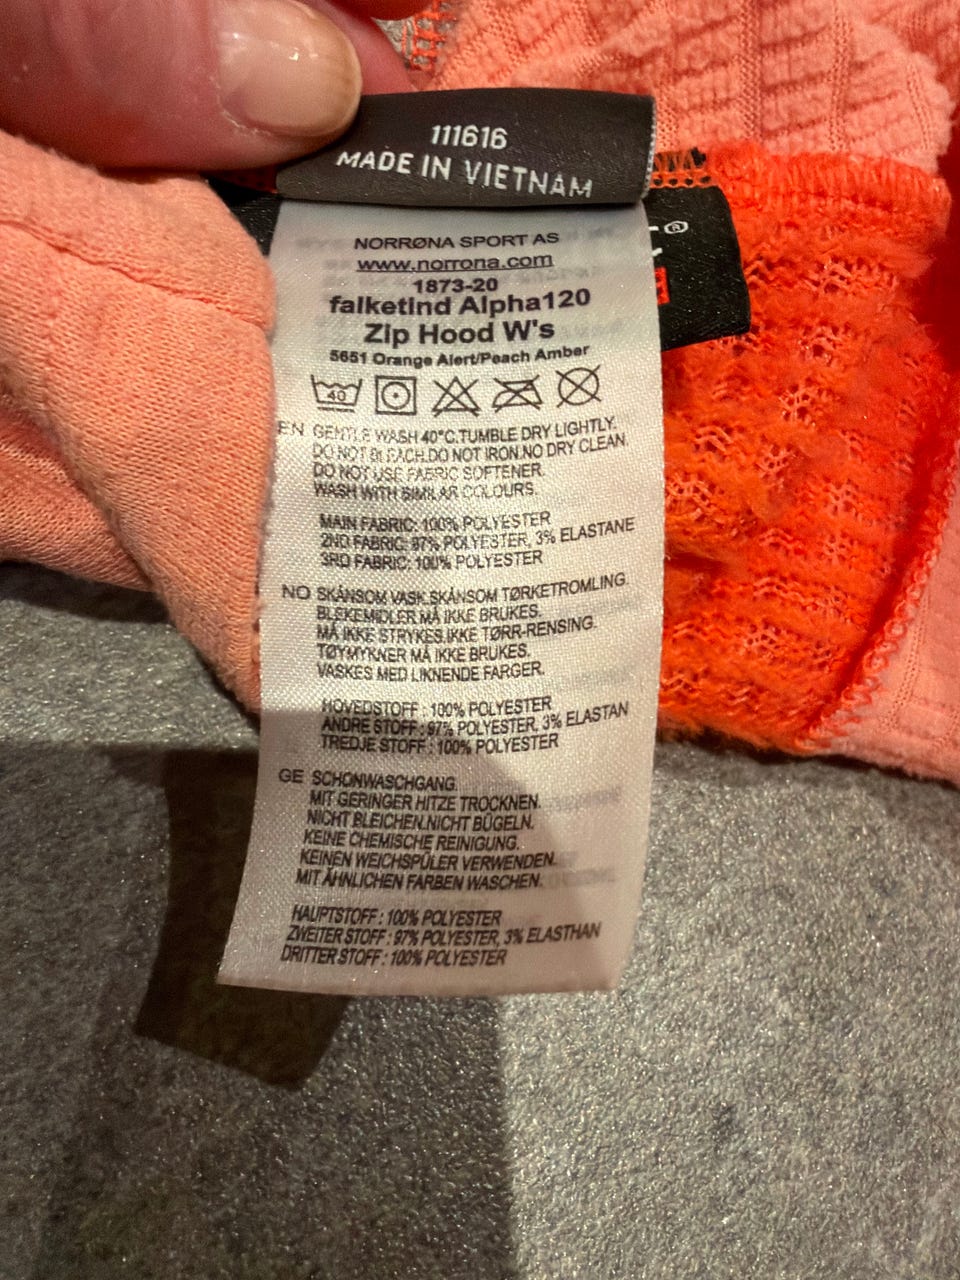 111616
MADE IN VIETNAM
®
NORRØNA SPORT AS
www.norrona.com
1873-20
falketind Alpha120
Zip Hood W's
5651 Orange Alert/Peach Amber
40
EN GENTLE WASH 40°C.TUMBLE DRY LIGHTLY.
DO NOT BLEACH.DO NOT IRON.NO DRY CLEAN.
DO NOT USE FABRIC SOFTENER.
WASH WITH SIMILAR COLOURS.
MAIN FABRIC: 100% POLYESTER
2ND FABRIC: 97% POLYESTER, 3% ELASTANE
3RD FABRIC: 100% POLYESTER
NO SKÅNSOM VASK.SKÅNSOM TØRKETROMLING.
BLEKEMIDLER MÅ IKKE BRUKES.
MÅ IKKE STRYKES.IKKE TØRR-RENSING.
TØYMYKNER MÅ IKKE BRUKES.
VASKES MED LIKNENDE FARGER.
HOVEDSTOFF : 100% POLYESTER
ANDRE STOFF : 97% POLYESTER, 3% ELASTAN
TREDJE STOFF : 100% POLYESTER
GE SCHONWASCHGANG.
MIT GERINGER HITZE TROCKNEN.
NICHT BLEICHEN.NICHT BÜGELN.
KEINE CHEMISCHE REINIGUNG.
KEINEN WEICHSPÜLER VERWENDEN.
MIT ÄHNLICHEN FARBEN WASCHEN.
HAUPTSTOFF : 100% POLYESTER
ZWEITER STOFF : 97% POLYESTER, 3% ELASTHAN
DRITTER STOFF : 100% POLYESTER